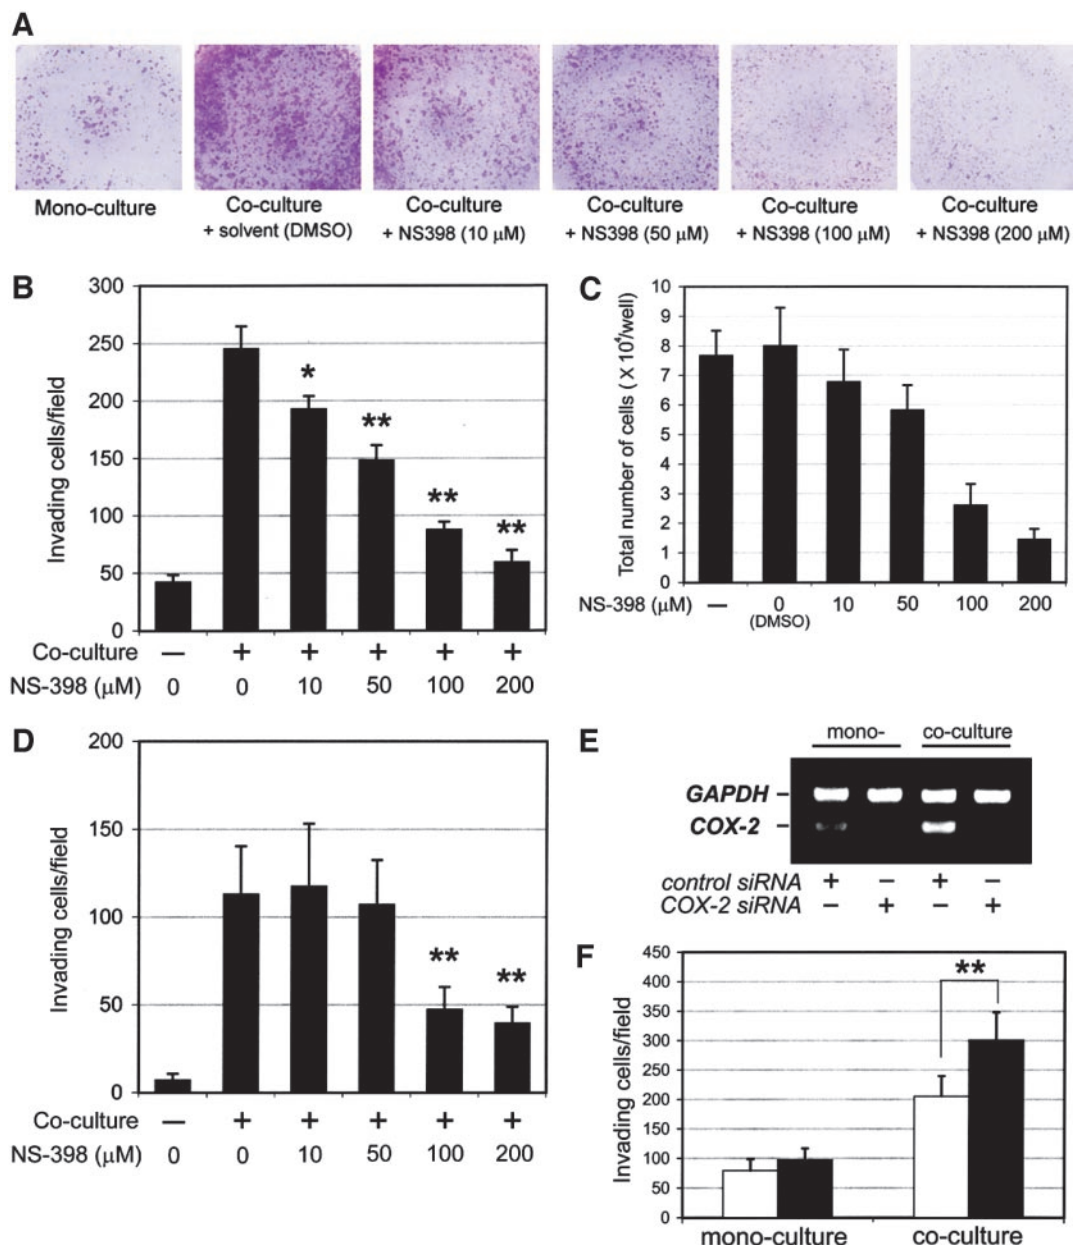 A
Mono-culture
Co-culture
+ solvent (DMSO)
Co-culture
+ NS398 (10 μM)
Co-culture
+ NS398 (50 μM)
Co-culture
+ NS398 (100 μM)
Co-culture
+ NS398 (200 μM)
B
Invading cells/field
300
250
200
150
100
50
0
*
**
**
**
Co-culture — + + + + +
NS-398 (μM) 0 0 10 50 100 200
C
Total number of cells ( X 10⁴/well)
10
9
8
7
6
5
4
3
2
1
0
NS-398 (μM) — 0 10 50 100 200
(DMSO)
D
Invading cells/field
200
150
100
50
0
**
**
Co-culture — + + + + +
NS-398 (μM) 0 0 10 50 100 200
E
mono- co-culture
GAPDH –
COX-2 –
control siRNA + – + –
COX-2 siRNA – + – +
F
Invading cells/field
450
400
350
300
250
200
150
100
50
0
**
mono-culture co-culture